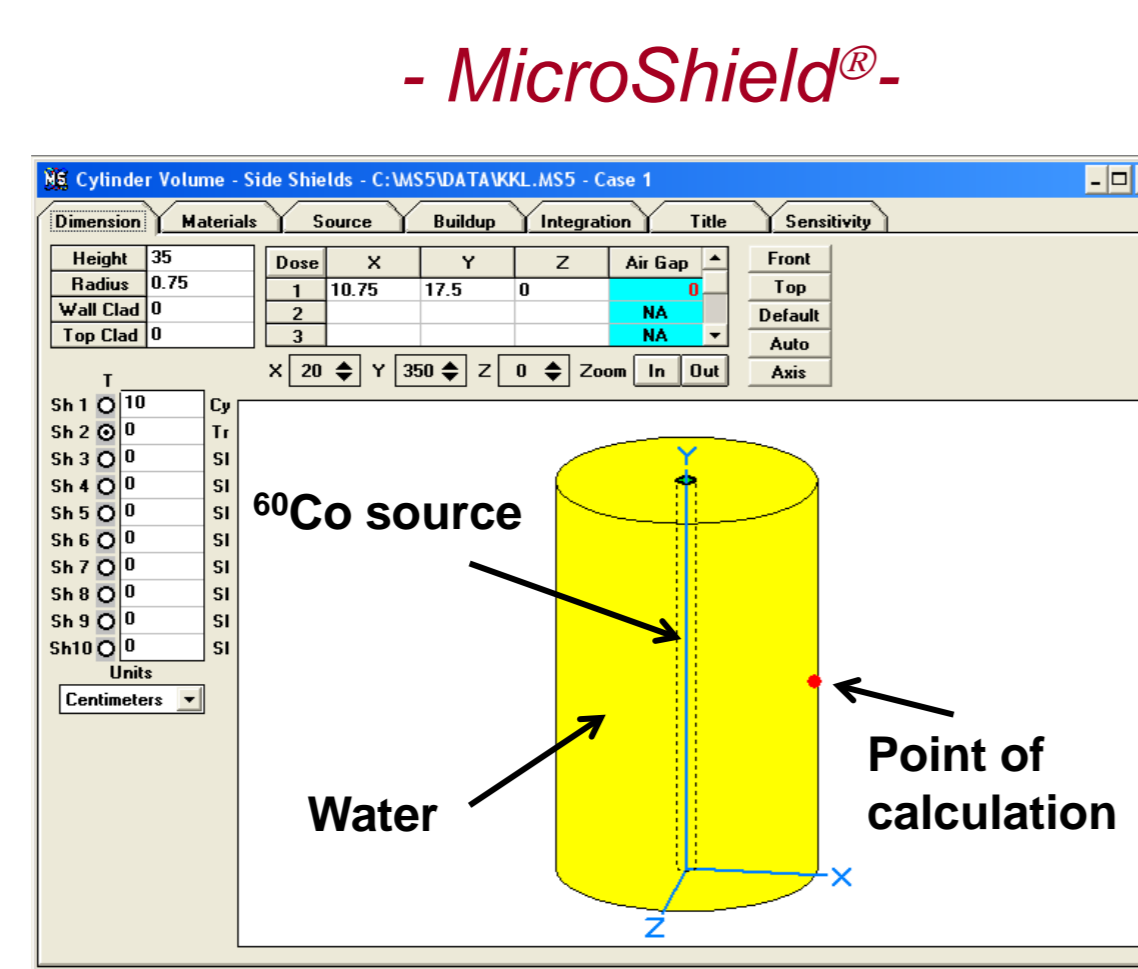 - MicroShield®-
MS Cylinder Volume - Side Shields - C:\MS5\DATA\KKL.MS5 - Case 1
Dimension Materials Source Buildup Integration Title Sensitivity
Height 35
Radius 0.75
Wall Clad 0
Top Clad 0
Dose X Y Z Air Gap
1 10.75 17.5 0 0
2 NA
3 NA
Front
Top
Default
Auto
Axis
X 20 Y 350 Z 0 Zoom In Out
T
Sh 1 10 Cy
Sh 2 0 Tr
Sh 3 0 Sl
Sh 4 0 Sl
Sh 5 0 Sl
Sh 6 0 Sl
Sh 7 0 Sl
Sh 8 0 Sl
Sh 9 0 Sl
Sh10 0 Sl
Units
Centimeters
Y
60Co source
Water
Point of
calculation
X
Z